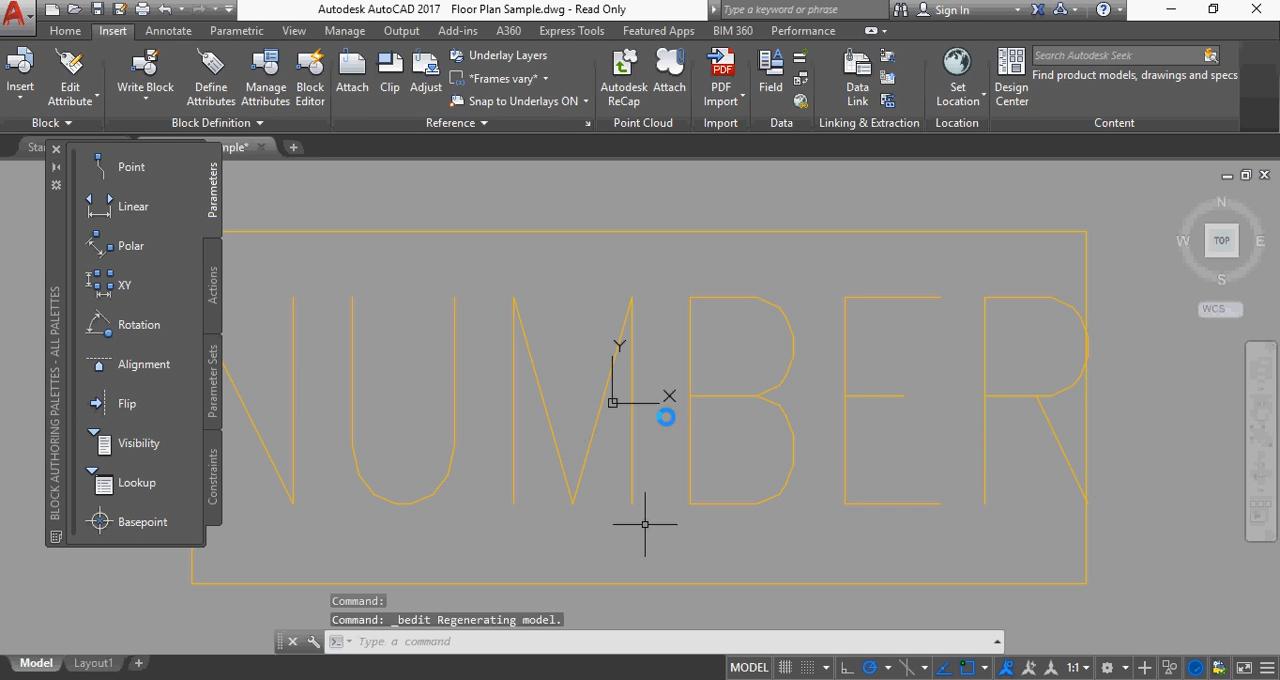 Autodesk AutoCAD 2017 Floor Plan Sample.dwg - Read Only
Type a keyword or phrase
Sign In
Home Insert Annotate Parametric View Manage Output Add-ins A360 Express Tools Featured Apps BIM 360 Performance
Insert
Edit Attribute
Block
Write Block
Define Attributes
Manage Attributes
Block Editor
Block Definition
Attach
Clip
Adjust
Underlay Layers
*Frames vary*
Snap to Underlays ON
Reference
Autodesk ReCap
Attach
Point Cloud
PDF
PDF Import
Import
Field
Data
Data Link
Linking & Extraction
Set Location
Location
Design Center
Search Autodesk Seek
Find product models, drawings and specs
Content
Sta
mple*
Point
Linear
Polar
XY
Rotation
Alignment
Flip
Visibility
Lookup
Basepoint
Parameters
Actions
Parameter Sets
Constraints
BLOCK AUTHORING PALETTES - ALL PALETTES
NUMBER
Y
X
N
W TOP E
S
WCS
Command:
Command: _bedit Regenerating model.
Type a command
Model Layout1
MODEL
1:1